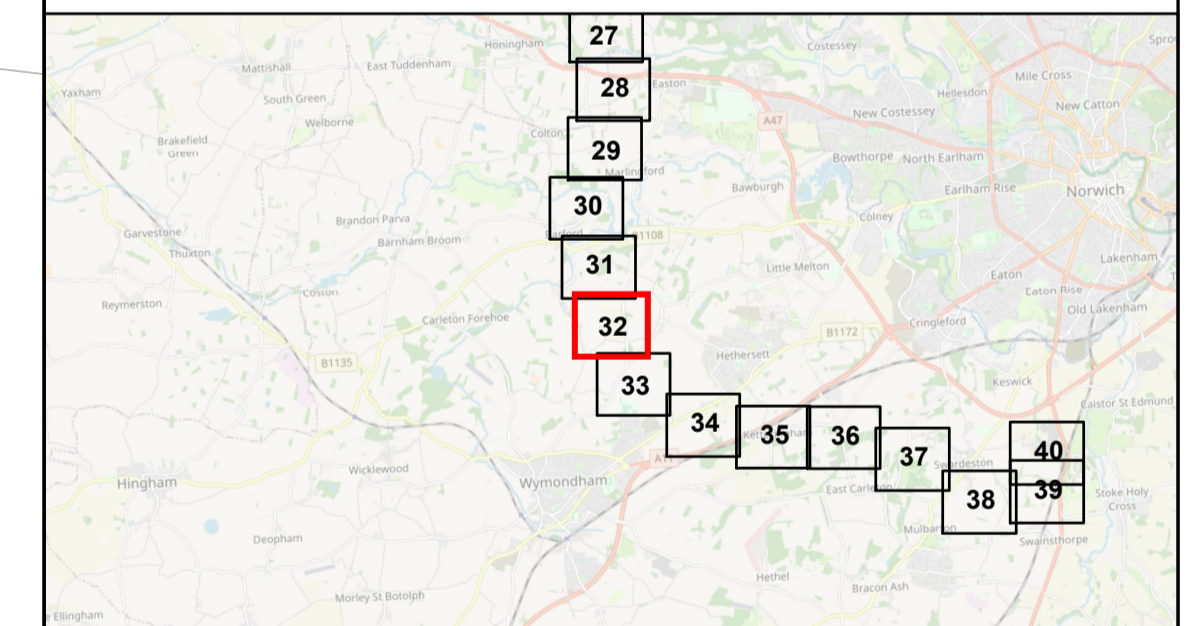 27
Honingham
Costessey
Mattishall
East Tuddenham
Mile Cross
Yaxham
28
Easton
Hellesdon
South Green
New Catton
Welborne
A47
New Costessey
Colton
Brakefield
Green
29
Bowthorpe
North Earlham
Marlingford
Bawburgh
Earlham Rise
Norwich
30
Brandon Parva
Colney
Garvestone
Barnham Broom
Barford
B1108
Thuxton
Lakenham
31
Little Melton
Eaton
Coston
Eaton Rise
Reymerston
Old Lakenham
Carleton Forehoe
32
Cringleford
B1172
Hethersett
B1135
33
Keswick
Caistor St Edmund
34
35
36
40
37
Swardeston
A11
Wicklewood
Hingham
Wymondham
East Carleton
39
Stoke Holy
Cross
38
Mulbarton
Deopham
Swainsthorpe
Hethel
Bracon Ash
Morley St Botolph
e Ellingham